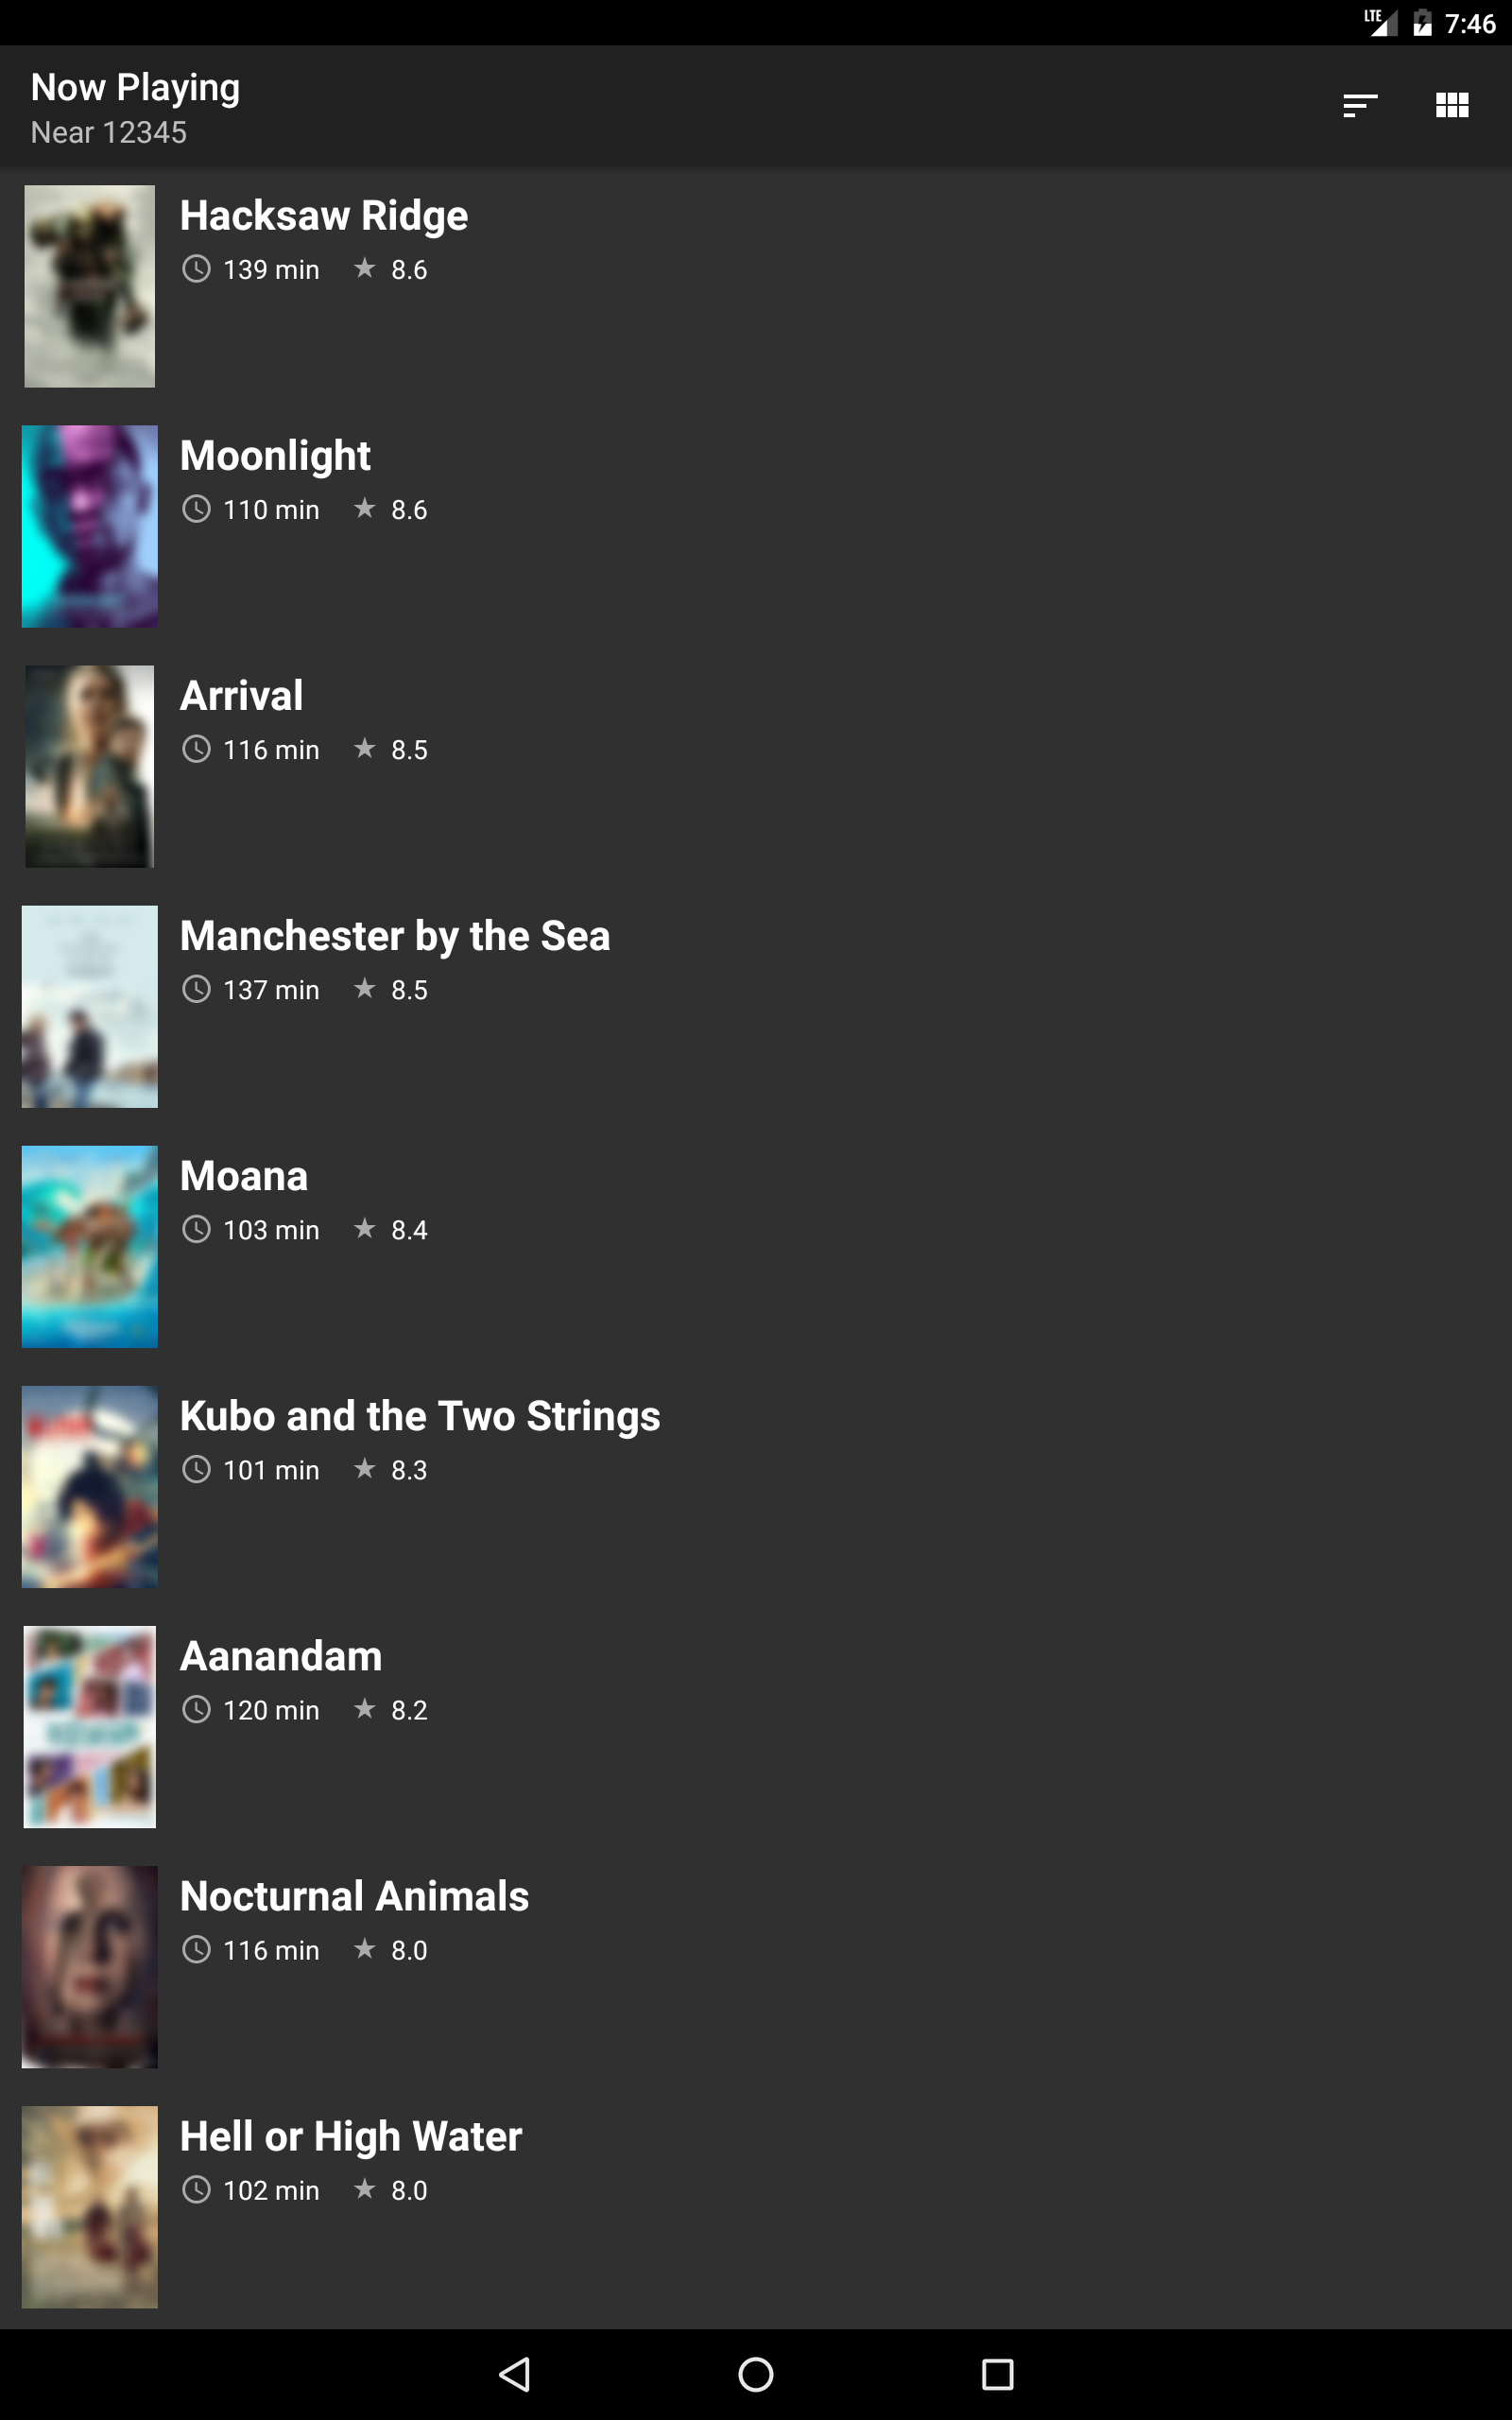 LTE 7:46
Now Playing
Near 12345
Hacksaw Ridge
139 min 8.6
Moonlight
110 min 8.6
Arrival
116 min 8.5
Manchester by the Sea
137 min 8.5
Moana
103 min 8.4
Kubo and the Two Strings
101 min 8.3
Aanandam
120 min 8.2
Nocturnal Animals
116 min 8.0
Hell or High Water
102 min 8.0